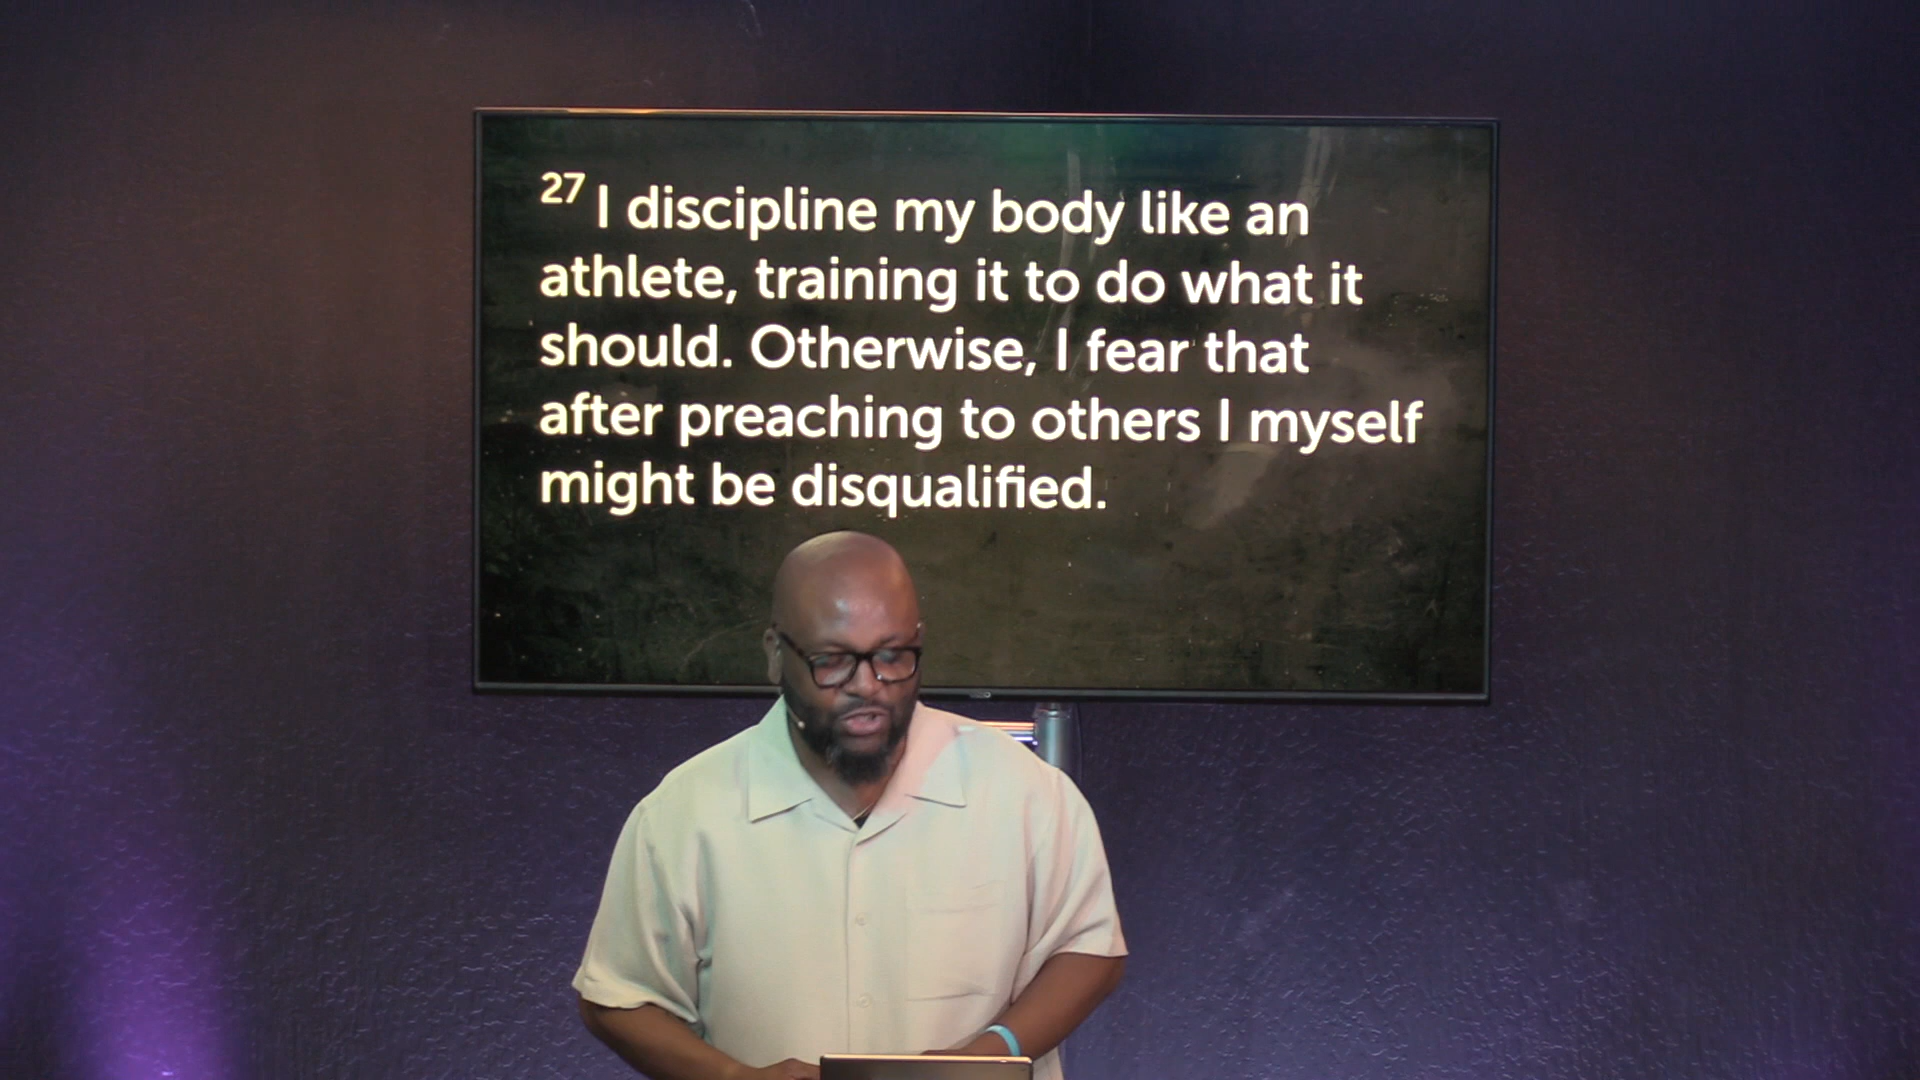 27 I discipline my body like an
athlete, training it to do what it
should. Otherwise, I fear that
after preaching to others I myself
might be disqualified.